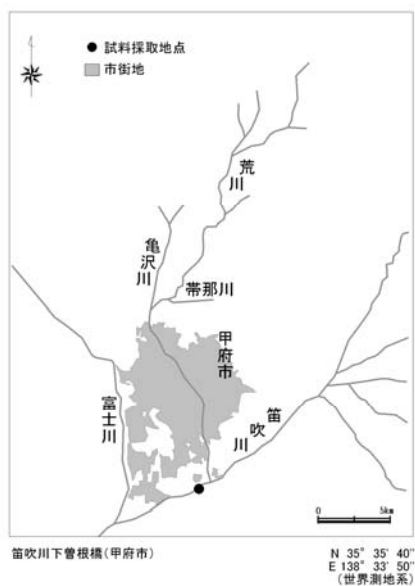 ● 試料採取地点
市街地
荒川
亀沢川
帯那川
甲府市
富士川
笛吹川
0 5km
笛吹川下曽根橋(甲府市)
N 35° 35′ 40″
E 138° 33′ 50″
(世界測地系)